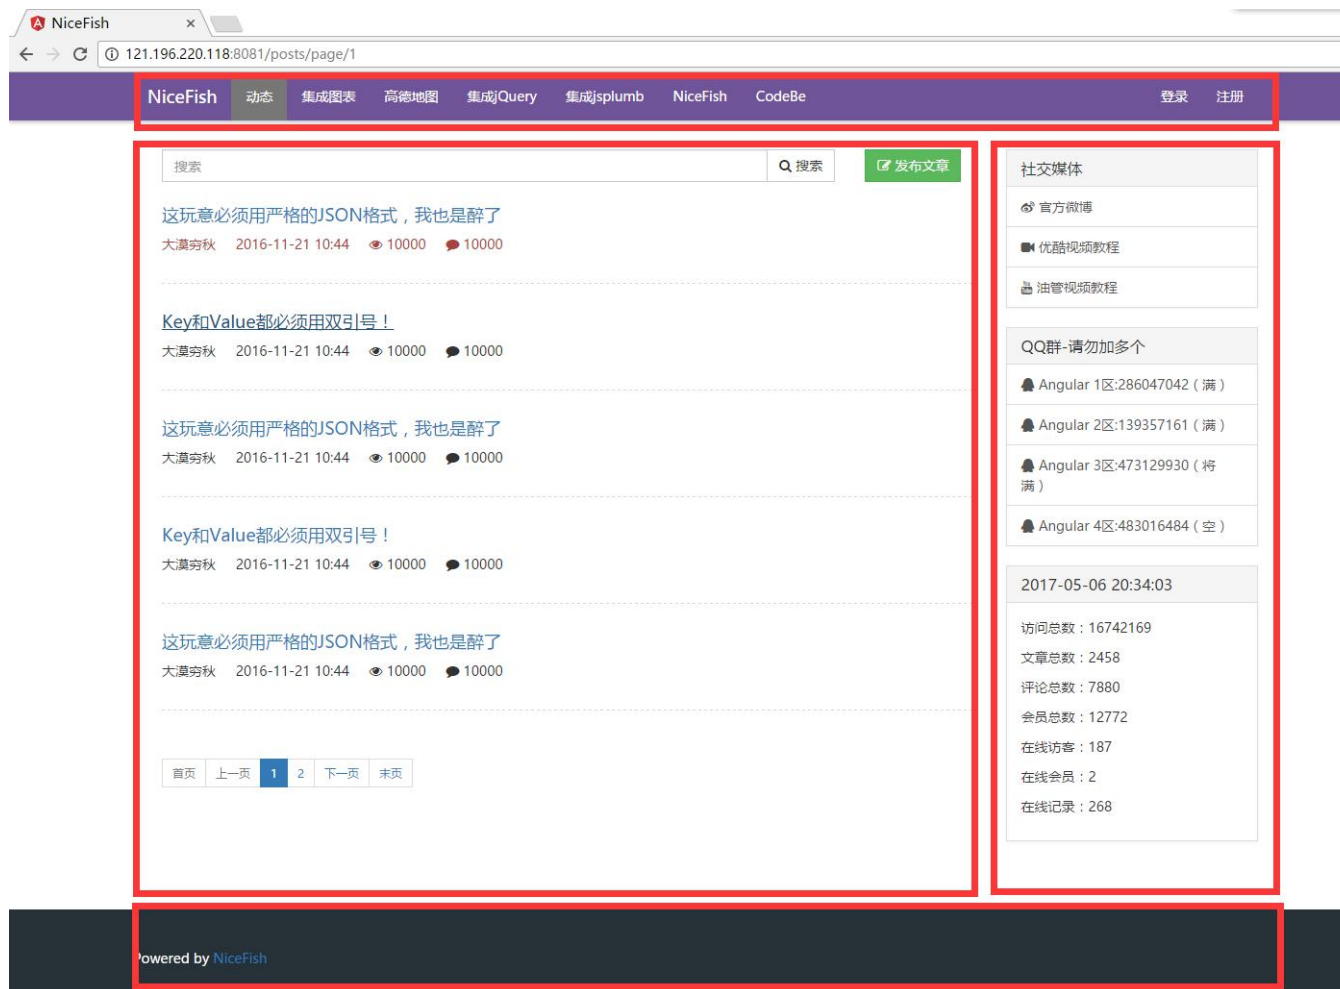 NiceFish
121.196.220.118:8081/posts/page/1
NiceFish 动态 集成图表 高德地图 集成jQuery 集成jsplumb NiceFish CodeBe 登录 注册
搜索 搜索 发布文章
这玩意必须用严格的JSON格式，我也是醉了
大漠穷秋 2016-11-21 10:44 10000 10000
Key和Value都必须用双引号！
大漠穷秋 2016-11-21 10:44 10000 10000
这玩意必须用严格的JSON格式，我也是醉了
大漠穷秋 2016-11-21 10:44 10000 10000
Key和Value都必须用双引号！
大漠穷秋 2016-11-21 10:44 10000 10000
这玩意必须用严格的JSON格式，我也是醉了
大漠穷秋 2016-11-21 10:44 10000 10000
首页 上一页 1 2 下一页 末页
社交媒体
官方微博
优酷视频教程
油管视频教程
QQ群-请勿加多个
Angular 1区:286047042（满）
Angular 2区:139357161（满）
Angular 3区:473129930（将
满）
Angular 4区:483016484（空）
2017-05-06 20:34:03
访问总数：16742169
文章总数：2458
评论总数：7880
会员总数：12772
在线访客：187
在线会员：2
在线记录：268
Powered by NiceFish